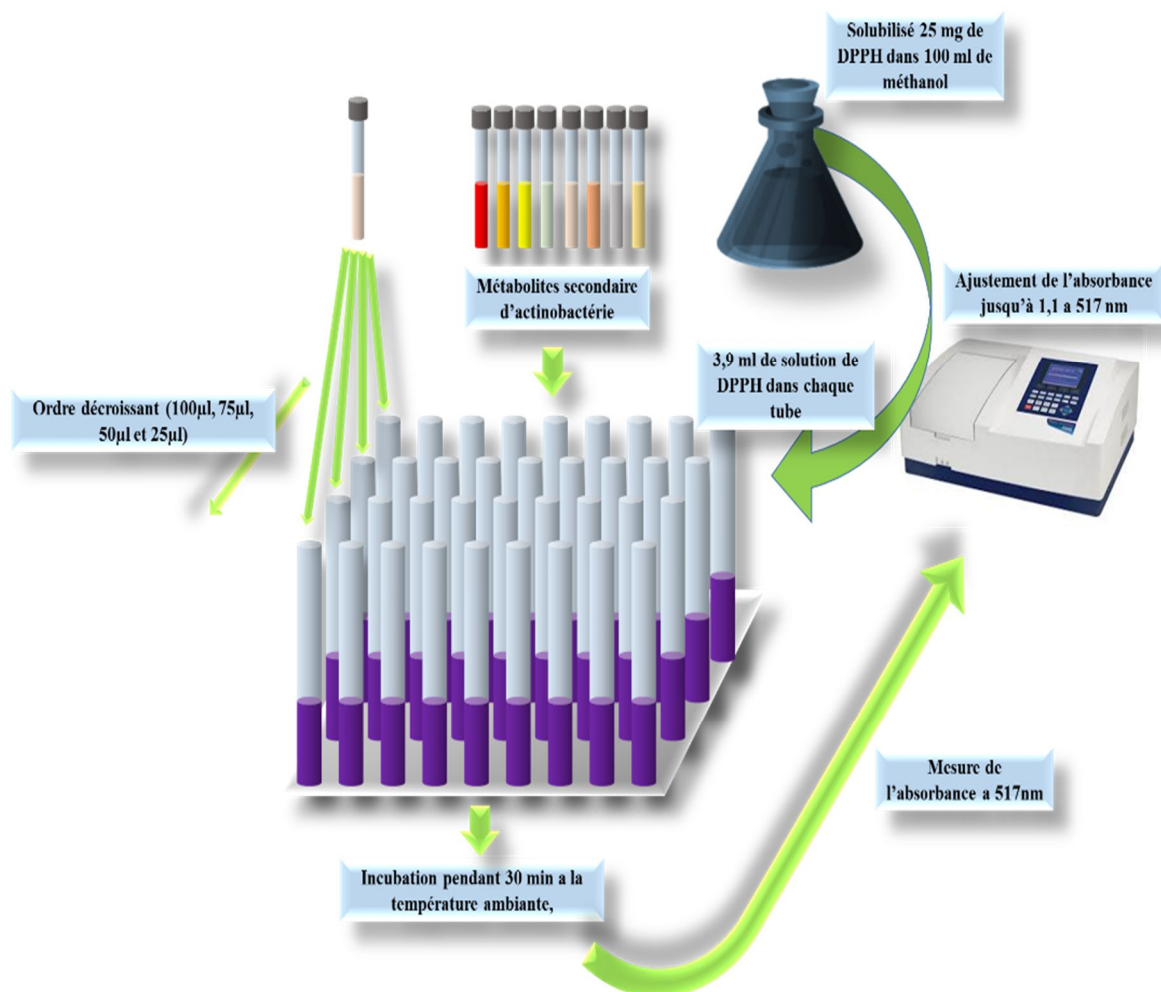 Solubilisé 25 mg de
DPPH dans 100 ml de
méthanol
Métabolites secondaire
d'actinobactérie
Ajustement de l'absorbance
jusqu'à 1,1 a 517 nm
3,9 ml de solution de
DPPH dans chaque
tube
Ordre décroissant (100µl, 75µl,
50µl et 25µl)
Mesure de
l'absorbance a 517nm
Incubation pendant 30 min a la
température ambiante,